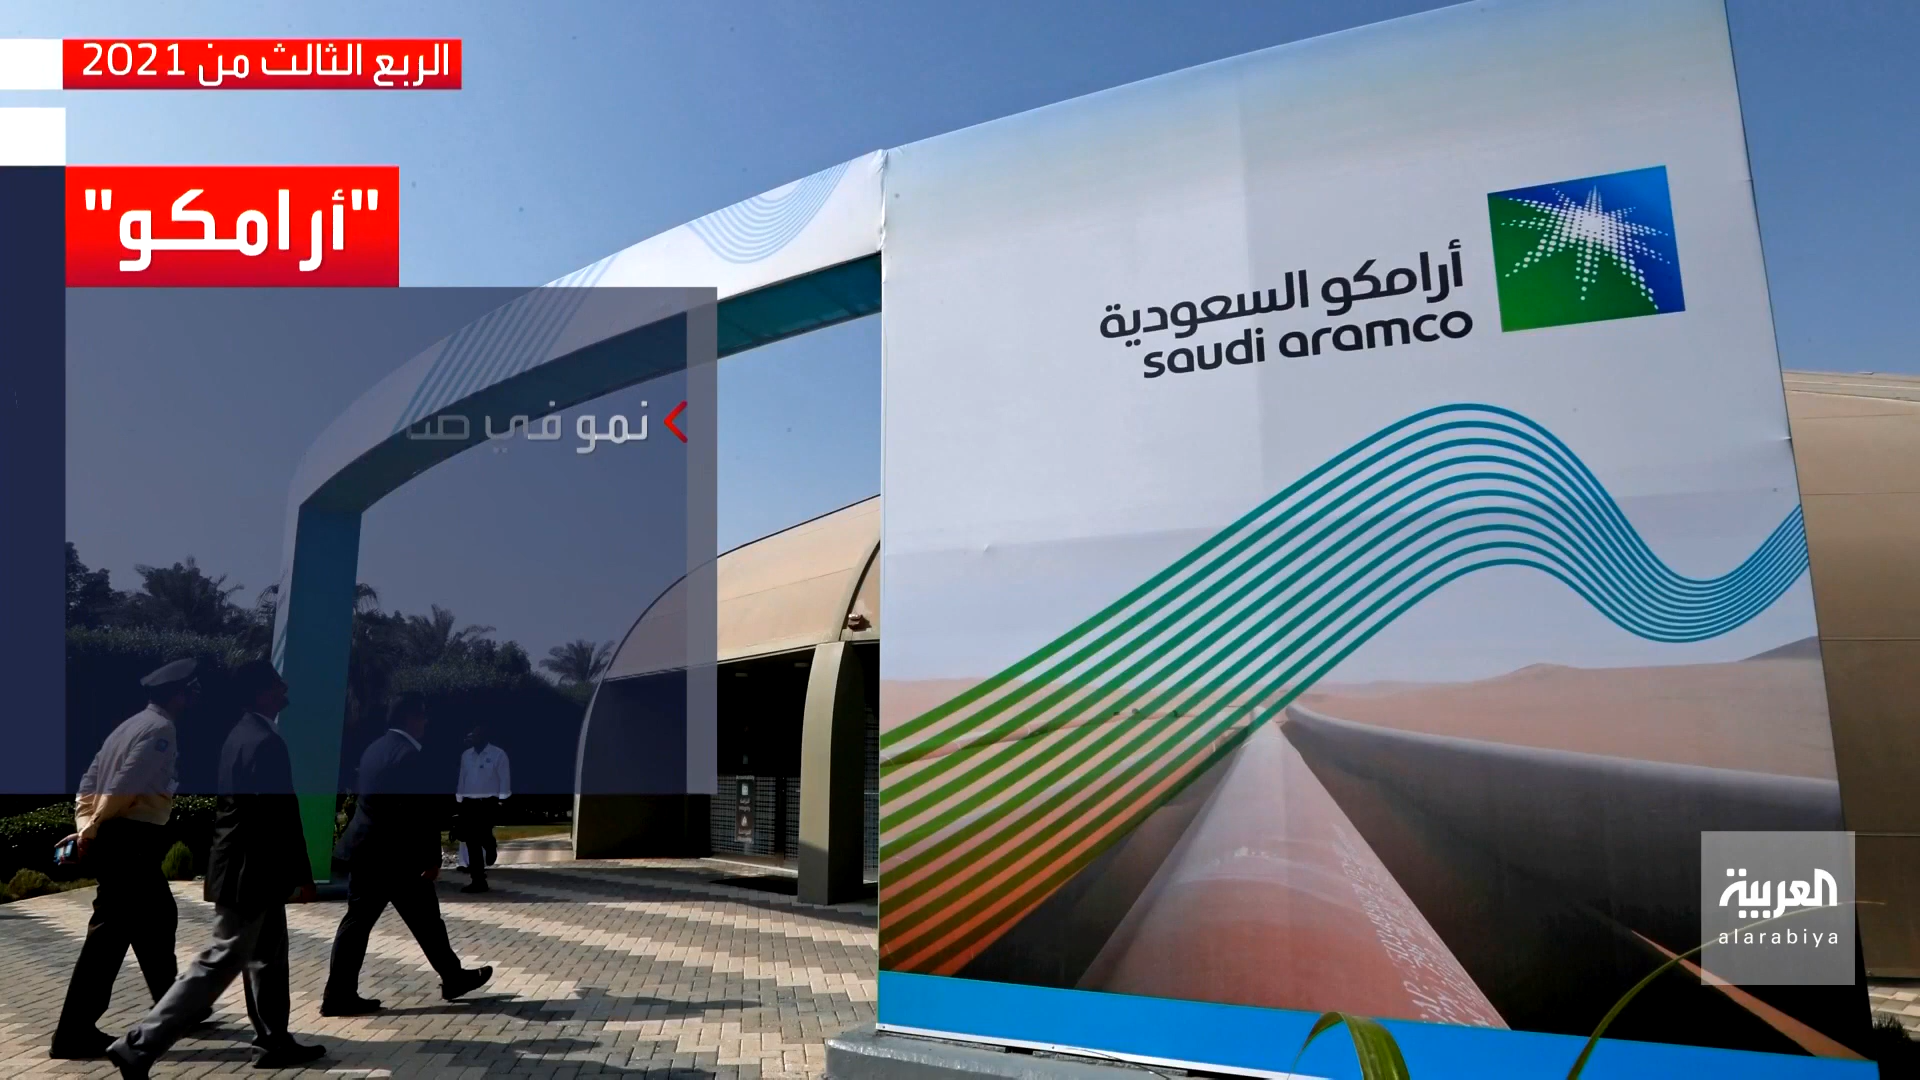 الربع الثالث من 2021
"أرامكو"
نمو في
أرامكو السعودية
saudi aramco
العربية
alarabiya